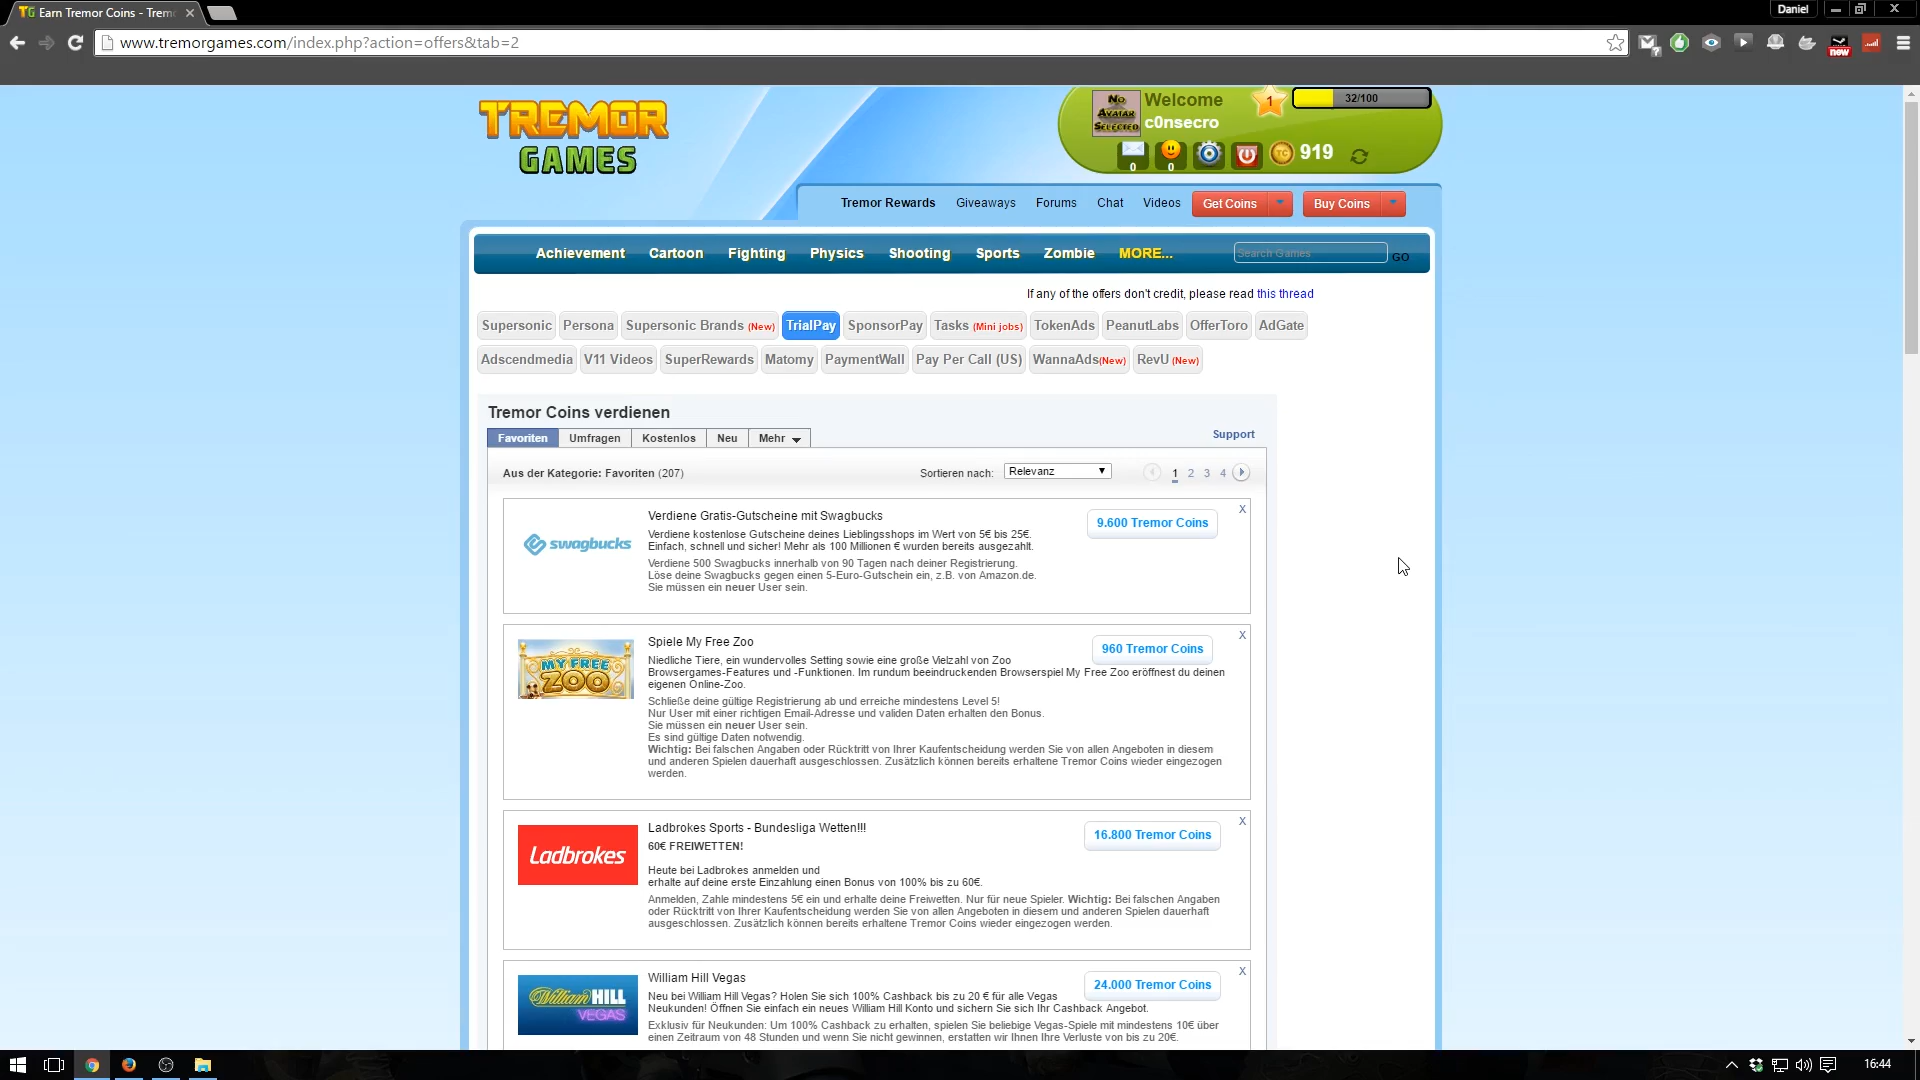 TG Earn Tremor Coins - Trem
Daniel
www.tremorgames.com/index.php?action=offers&tab=2
new
TREMOR
GAMES
No
Avatar
Selected
Welcome
c0nsecro
1
32/100
0
0
TC
919
Tremor Rewards
Giveaways
Forums
Chat
Videos
Get Coins
Buy Coins
Achievement
Cartoon
Fighting
Physics
Shooting
Sports
Zombie
MORE...
Search Games
GO
If any of the offers don't credit, please read this thread
Supersonic
Persona
Supersonic Brands (New)
TrialPay
SponsorPay
Tasks (Mini jobs)
TokenAds
PeanutLabs
OfferToro
AdGate
Adscendmedia
V11 Videos
SuperRewards
Matomy
PaymentWall
Pay Per Call (US)
WannaAds(New)
RevU (New)
Tremor Coins verdienen
Favoriten
Umfragen
Kostenlos
Neu
Mehr
Support
Aus der Kategorie: Favoriten (207)
Sortieren nach:
Relevanz
1 2 3 4
swagbucks
Verdiene Gratis-Gutscheine mit Swagbucks
Verdiene kostenlose Gutscheine deines Lieblingsshops im Wert von 5€ bis 25€.
Einfach, schnell und sicher! Mehr als 100 Millionen € wurden bereits ausgezahlt.
Verdiene 500 Swagbucks innerhalb von 90 Tagen nach deiner Registrierung.
Löse deine Swagbucks gegen einen 5-Euro-Gutschein ein, z.B. von Amazon.de.
Sie müssen ein neuer User sein.
9.600 Tremor Coins
X
MY FREE
ZOO
Spiele My Free Zoo
Niedliche Tiere, ein wundervolles Setting sowie eine große Vielzahl von Zoo
Browsergames-Features und -Funktionen. Im rundum beeindruckenden Browserspiel My Free Zoo eröffnest du deinen
eigenen Online-Zoo.
Schließe deine gültige Registrierung ab und erreiche mindestens Level 5!
Nur User mit einer richtigen Email-Adresse und validen Daten erhalten den Bonus.
Sie müssen ein neuer User sein.
Es sind gültige Daten notwendig.
Wichtig: Bei falschen Angaben oder Rücktritt von Ihrer Kaufentscheidung werden Sie von allen Angeboten in diesem
und anderen Spielen dauerhaft ausgeschlossen. Zusätzlich können bereits erhaltene Tremor Coins wieder eingezogen
werden.
960 Tremor Coins
X
Ladbrokes
Ladbrokes Sports - Bundesliga Wetten!!!
60€ FREIWETTEN!
Heute bei Ladbrokes anmelden und
erhalte auf deine erste Einzahlung einen Bonus von 100% bis zu 60€.
Anmelden, Zahle mindestens 5€ ein und erhalte deine Freiwetten. Nur für neue Spieler. Wichtig: Bei falschen Angaben
oder Rücktritt von Ihrer Kaufentscheidung werden Sie von allen Angeboten in diesem und anderen Spielen dauerhaft
ausgeschlossen. Zusätzlich können bereits erhaltene Tremor Coins wieder eingezogen werden.
16.800 Tremor Coins
X
William HILL
VEGAS
William Hill Vegas
Neu bei William Hill Vegas? Holen Sie sich 100% Cashback bis zu 20 € für alle Vegas
Neukunden! Öffnen Sie einfach ein neues William Hill Konto und sichern Sie sich Ihr Cashback Angebot.
Exklusiv für Neukunden: Um 100% Cashback zu erhalten, spielen Sie beliebige Vegas-Spiele mit mindestens 10€ über
einen Zeitraum von 48 Stunden und wenn Sie nicht gewinnen, erstatten wir Ihnen Ihre Verluste von bis zu 20€.
24.000 Tremor Coins
X
16:44